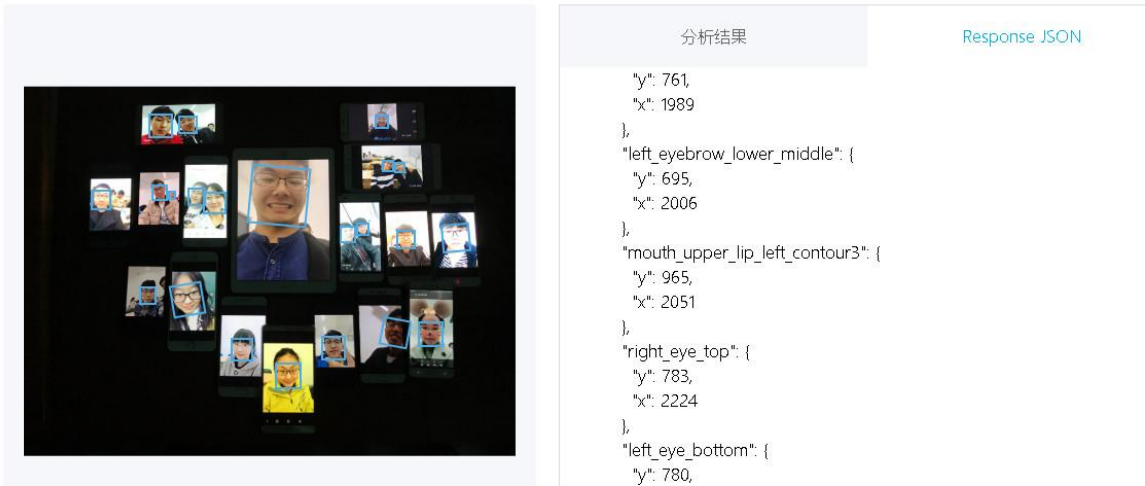 分析结果
Response JSON
"y": 761,
"x": 1989
},
"left_eyebrow_lower_middle": {
"y": 695,
"x": 2006
},
"mouth_upper_lip_left_contour3": {
"y": 965,
"x": 2051
},
"right_eye_top": {
"y": 783,
"x": 2224
},
"left_eye_bottom": {
"y": 780,